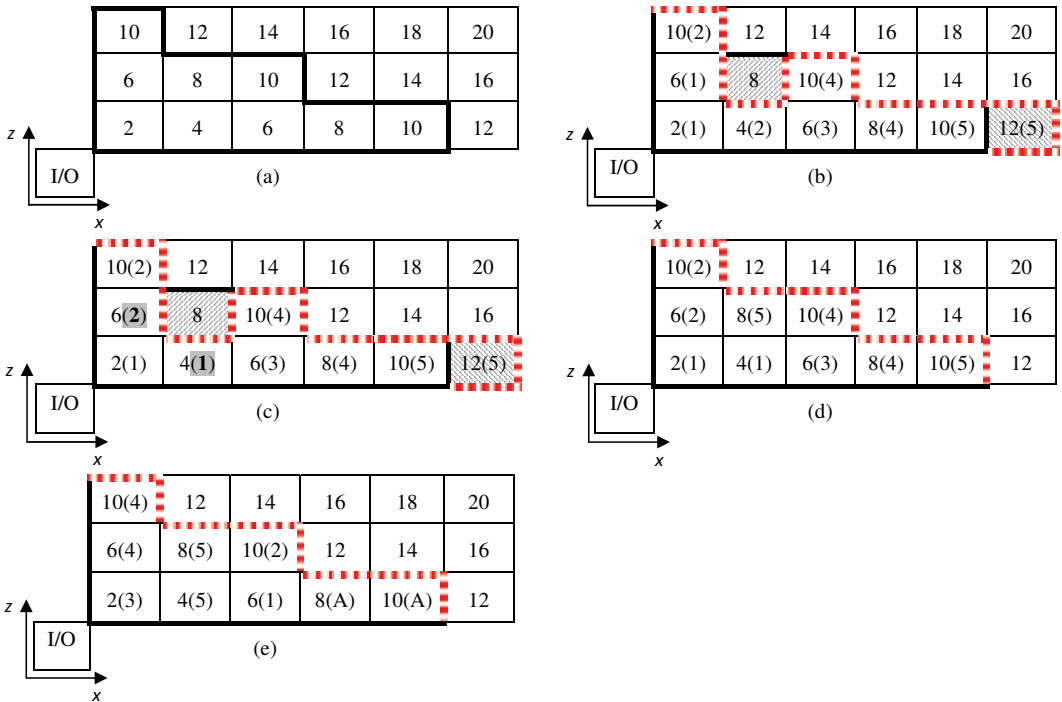 10 12 14 16 18 20
6 8 10 12 14 16
2 4 6 8 10 12
z
I/O
x
(a)
10(2) 12 14 16 18 20
6(1) 8 10(4) 12 14 16
2(1) 4(2) 6(3) 8(4) 10(5) 12(5)
z
I/O
x
(b)
10(2) 12 14 16 18 20
6(2) 8 10(4) 12 14 16
2(1) 4(1) 6(3) 8(4) 10(5) 12(5)
z
I/O
x
(c)
10(2) 12 14 16 18 20
6(2) 8(5) 10(4) 12 14 16
2(1) 4(1) 6(3) 8(4) 10(5) 12
z
I/O
x
(d)
10(4) 12 14 16 18 20
6(4) 8(5) 10(2) 12 14 16
2(3) 4(5) 6(1) 8(A) 10(A) 12
z
I/O
x
(e)